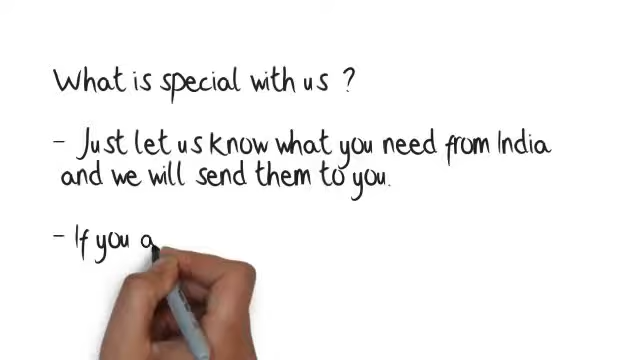 What is special with us ?
- Just let us know what you need from India
and we will send them to you.
- If you a